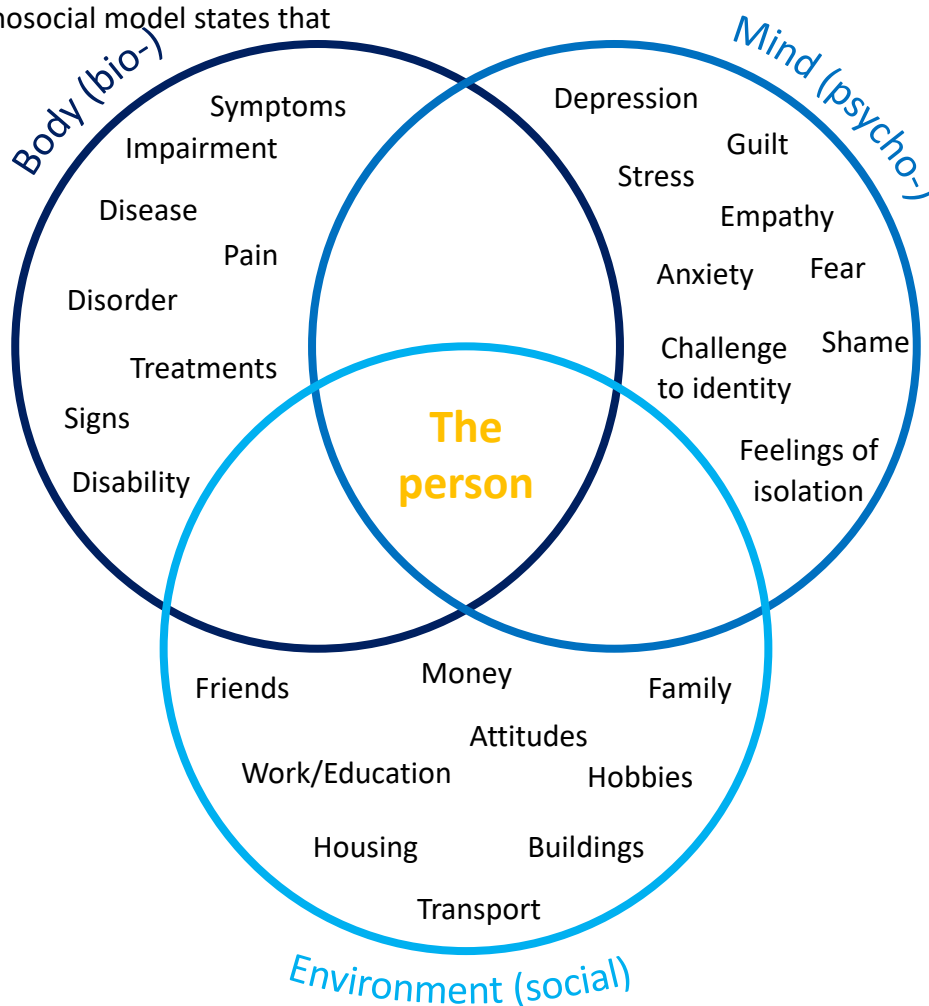 nosocial model states that
Body (bio-)
Symptoms
Impairment
Disease
Pain
Disorder
Treatments
Signs
Disability
Mind (psycho-)
Depression
Guilt
Stress
Empathy
Anxiety
Fear
Challenge
to identity
Shame
Feelings of
isolation
The
person
Friends
Money
Family
Attitudes
Work/Education
Hobbies
Housing
Buildings
Transport
Environment (social)